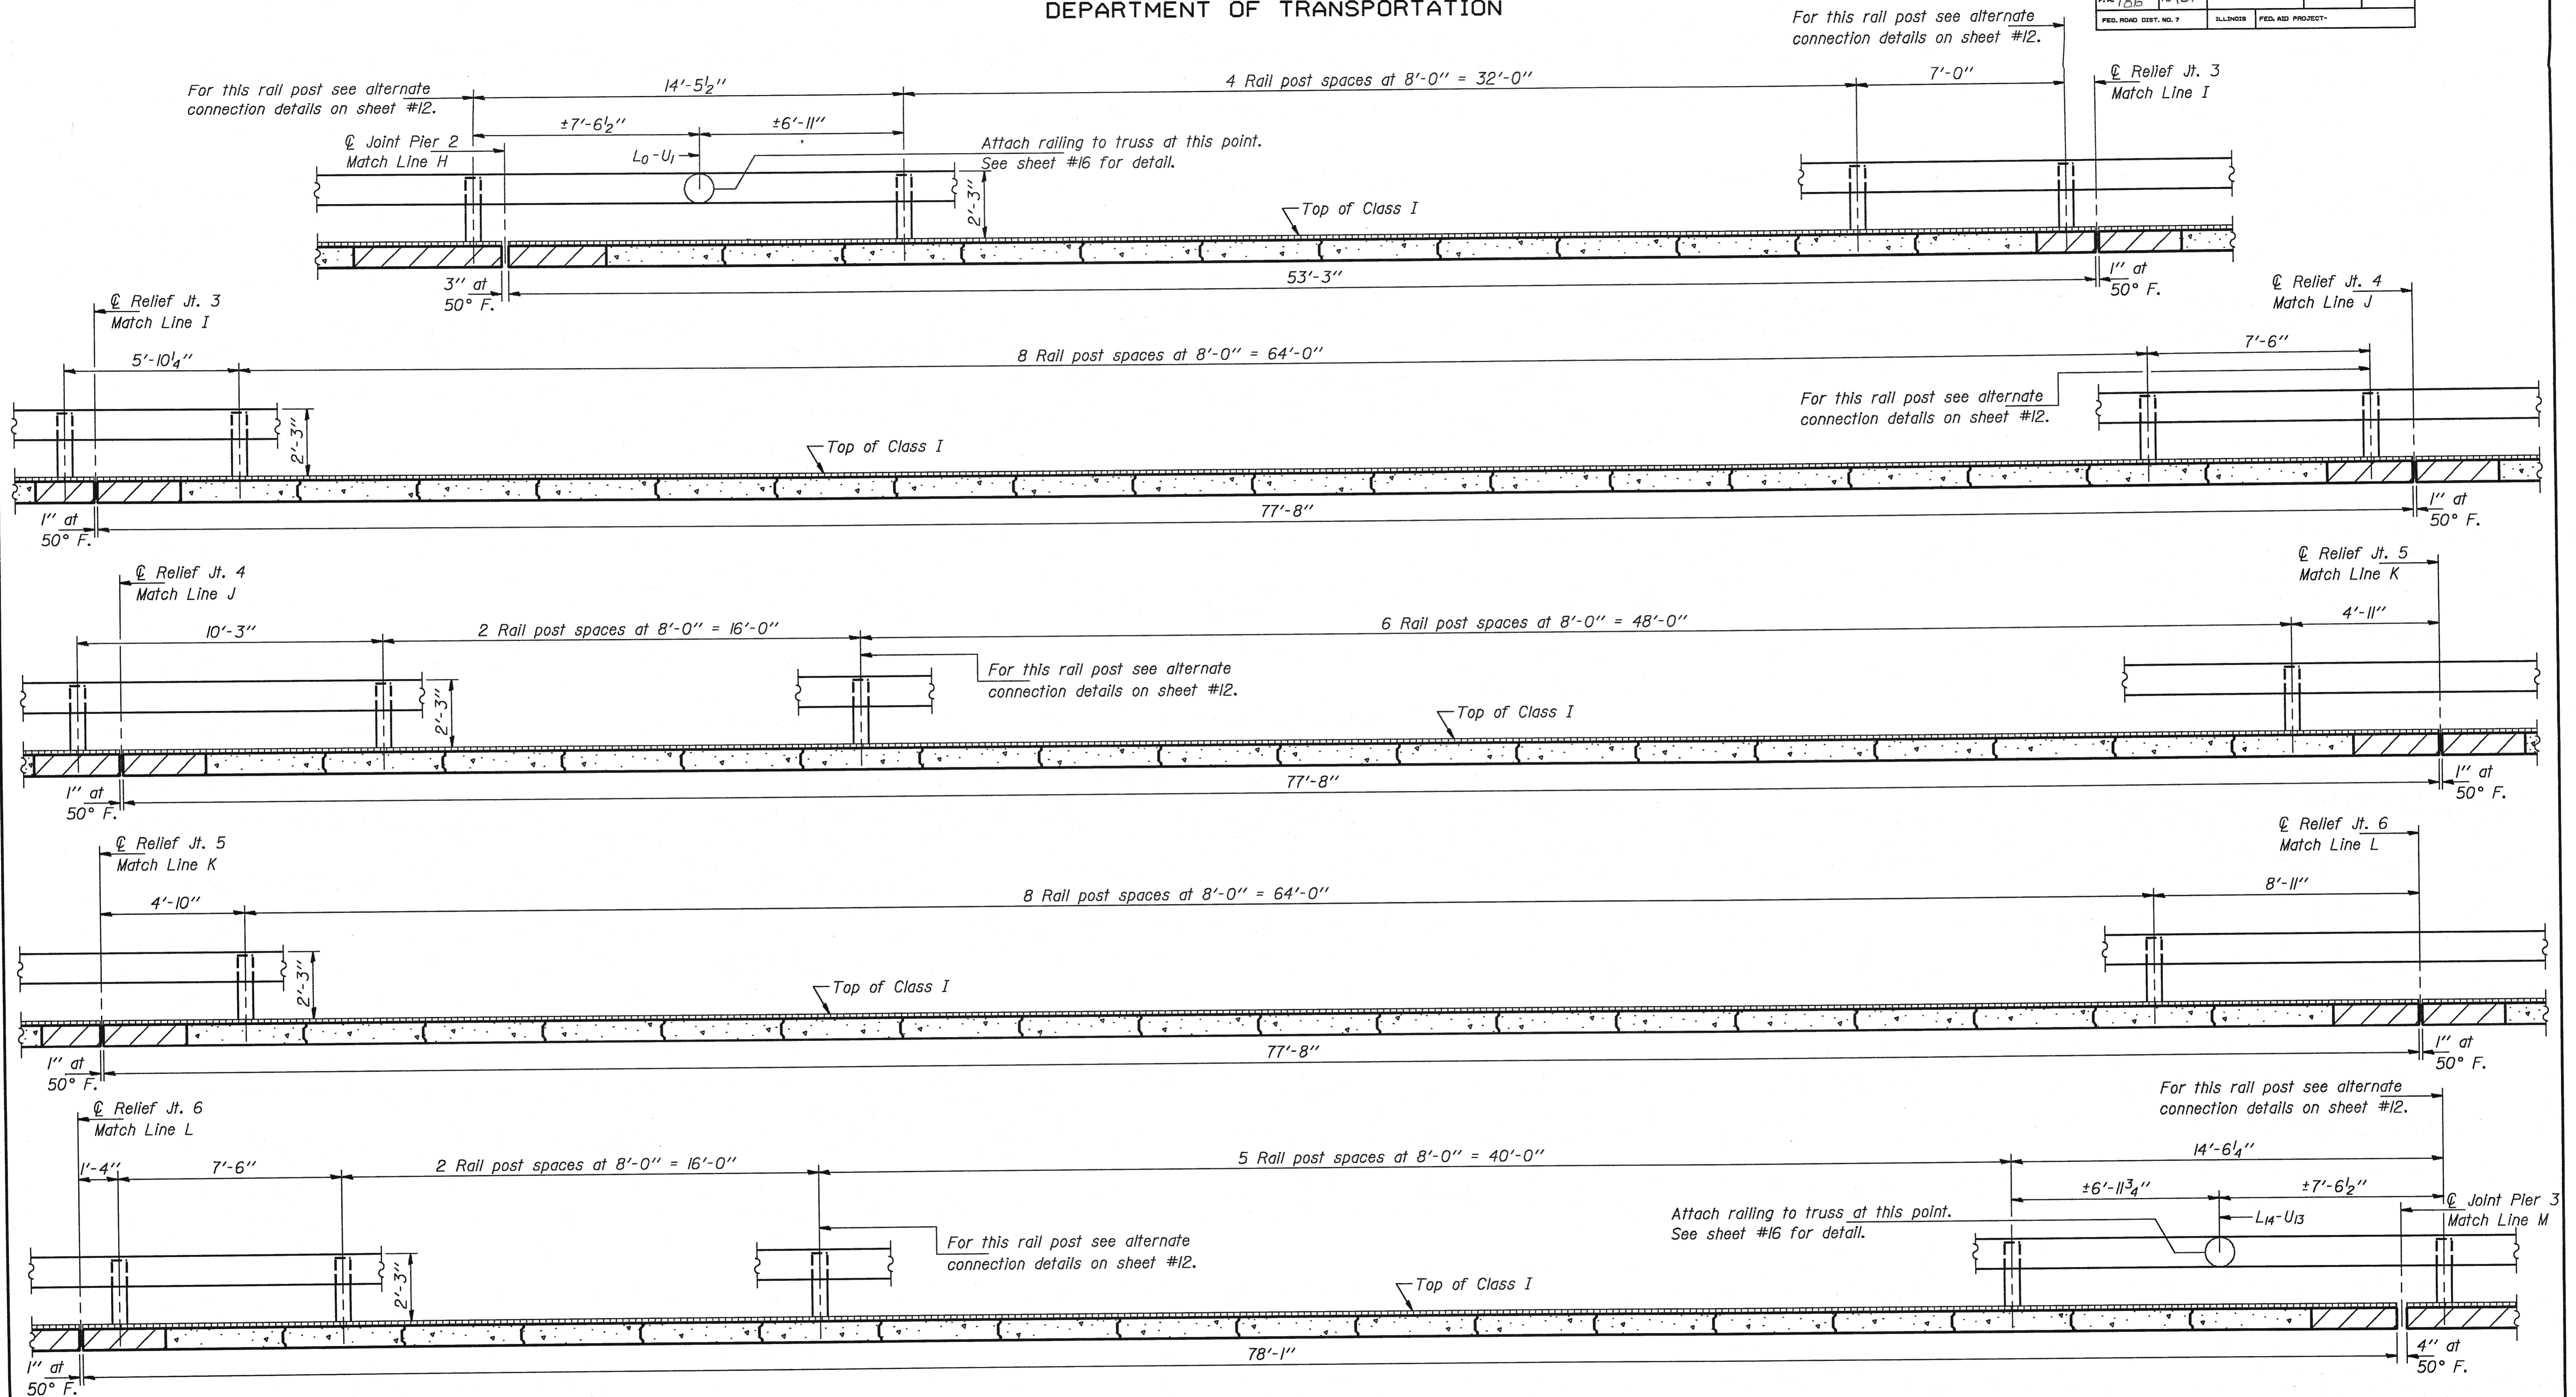 DEPARTMENT OF TRANSPORTATION
FED. ROAD DIST. NO. 7
ILLINOIS
FED. AID PROJECT-
For this rail post see alternate
connection details on sheet #12.
For this rail post see alternate
connection details on sheet #12.
14'-5½"
4 Rail post spaces at 8'-0" = 32'-0"
7'-0"
℄ Relief Jt. 3
Match Line I
±7'-6½"
±6'-11"
℄ Joint Pier 2
Match Line H
L0-U1
Attach railing to truss at this point.
See sheet #16 for detail.
2'-3"
Top of Class I
3" at
50° F.
53'-3"
1" at
50° F.
℄ Relief Jt. 3
Match Line I
℄ Relief Jt. 4
Match Line J
5'-10¼"
8 Rail post spaces at 8'-0" = 64'-0"
7'-6"
For this rail post see alternate
connection details on sheet #12.
2'-3"
Top of Class I
1" at
50° F.
77'-8"
1" at
50° F.
℄ Relief Jt. 4
Match Line J
℄ Relief Jt. 5
Match Line K
10'-3"
2 Rail post spaces at 8'-0" = 16'-0"
6 Rail post spaces at 8'-0" = 48'-0"
4'-11"
For this rail post see alternate
connection details on sheet #12.
2'-3"
Top of Class I
1" at
50° F.
77'-8"
1" at
50° F.
℄ Relief Jt. 5
Match Line K
℄ Relief Jt. 6
Match Line L
4'-10"
8 Rail post spaces at 8'-0" = 64'-0"
8'-11"
2'-3"
Top of Class I
1" at
50° F.
77'-8"
1" at
50° F.
℄ Relief Jt. 6
Match Line L
For this rail post see alternate
connection details on sheet #12.
1'-4"
7'-6"
2 Rail post spaces at 8'-0" = 16'-0"
5 Rail post spaces at 8'-0" = 40'-0"
14'-6¼"
±6'-11¾"
±7'-6½"
℄ Joint Pier 3
Match Line M
L14-U13
Attach railing to truss at this point.
See sheet #16 for detail.
For this rail post see alternate
connection details on sheet #12.
2'-3"
Top of Class I
1" at
50° F.
78'-1"
4" at
50° F.